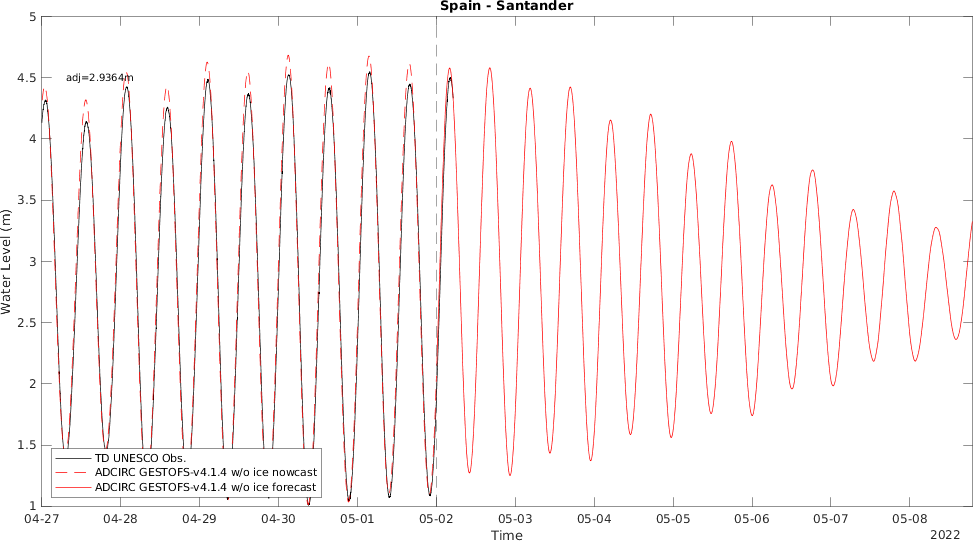 Spain - Santander
5
4.5
4
3.5
3
2.5
2
1.5
1
Water Level (m)
adj=2.9364m
TD UNESCO Obs.
ADCIRC GESTOFS-v4.1.4 w/o ice nowcast
ADCIRC GESTOFS-v4.1.4 w/o ice forecast
04-27 04-28 04-29 04-30 05-01 05-02 05-03 05-04 05-05 05-06 05-07 05-08
Time
2022